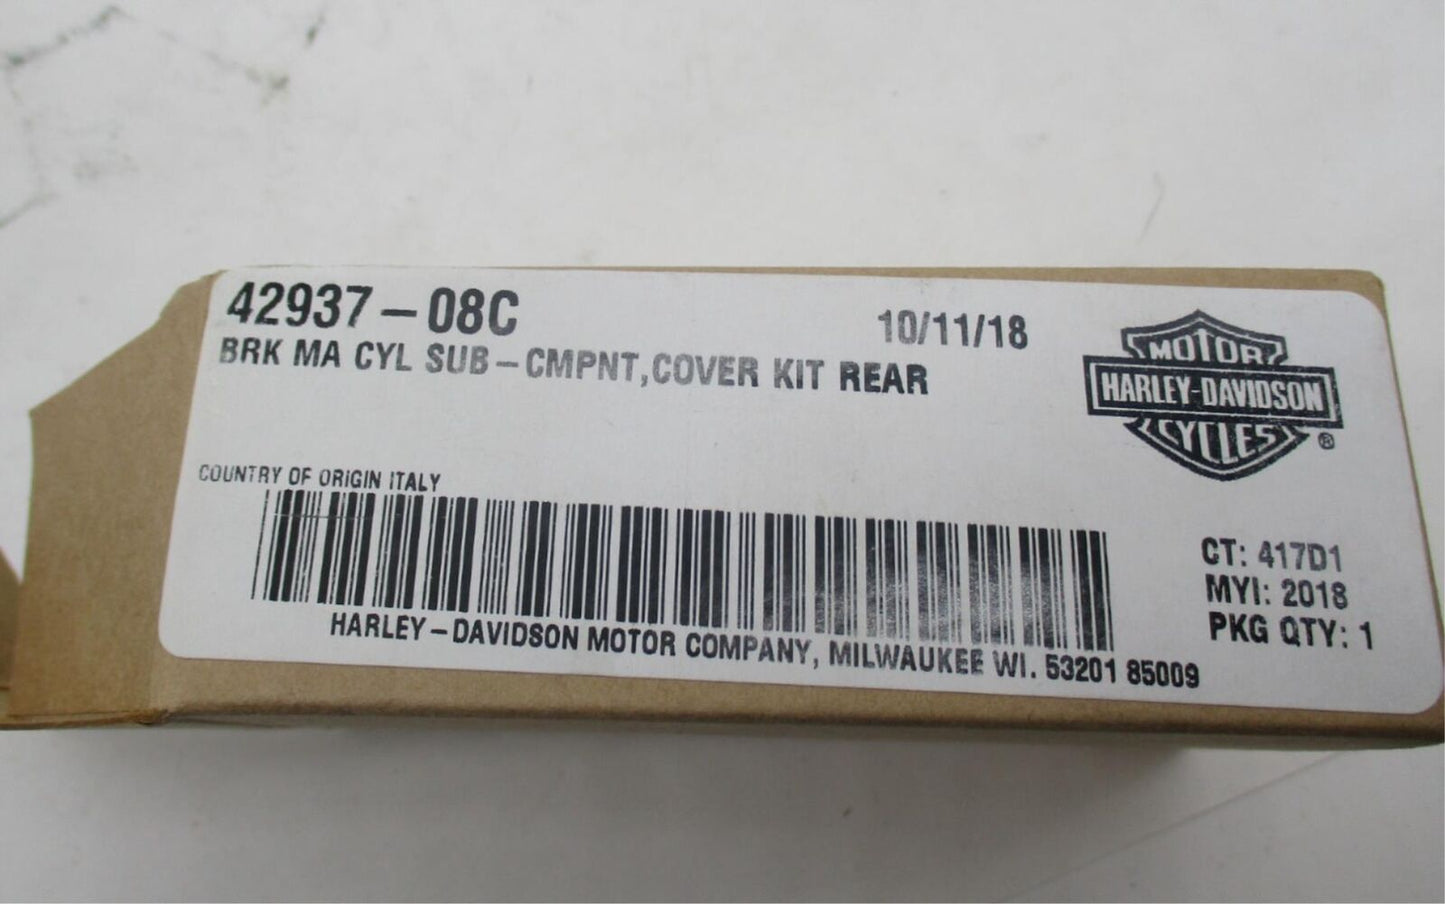 42937-08C
10/11/18
BRK MA CYL SUB-CMPNT,COVER KIT REAR
MOTOR
HARLEY-DAVIDSON
CYCLES
®
COUNTRY OF ORIGIN ITALY
CT: 417D1
MYI: 2018
PKG QTY: 1
HARLEY-DAVIDSON MOTOR COMPANY, MILWAUKEE WI. 53201 85009